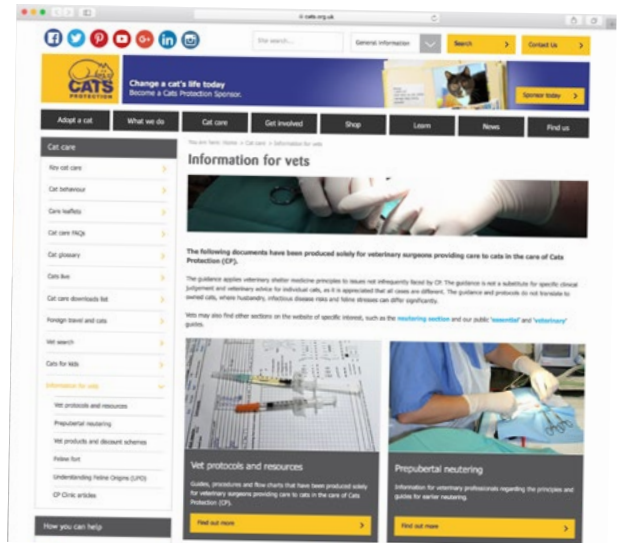 cats.org.uk
Site search...
General information
Search
Contact Us
CATS
PROTECTION
Change a cat's life today
Become a Cats Protection Sponsor.
Sponsor today
Adopt a cat
What we do
Cat care
Get involved
Shop
Learn
News
Find us
You are here: Home > Cat care > Information for vets
Cat care
Key cat care
Cat behaviour
Care leaflets
Cat care FAQs
Cat glossary
Cats live
Cat care downloads list
Foreign travel and cats
Vet search
Cats for kids
Information for vets
Vet protocols and resources
Prepubertal neutering
Vet products and discount schemes
Feline fort
Understanding Feline Origins (UFO)
CP Clinic articles
How you can help
Information for vets
The following documents have been produced solely for veterinary surgeons providing care to cats in the care of Cats
Protection (CP).
The guidance applies veterinary shelter medicine principles to issues not infrequently faced by CP. The guidance is not a substitute for specific clinical
judgement and veterinary advice for individual cats, as it is appreciated that all cases are different. The guidance and protocols do not translate to
owned cats, where husbandry, infectious disease risks and feline stresses can differ significantly.
Vets may also find other sections on the website of specific interest, such as the neutering section and our public 'essential' and 'veterinary'
guides.
Vet protocols and resources
Guides, procedures and flow charts that have been produced solely
for veterinary surgeons providing care to cats in the care of Cats
Protection (CP).
Find out more
Prepubertal neutering
Information for veterinary professionals regarding the principles and
guides for earlier neutering.
Find out more